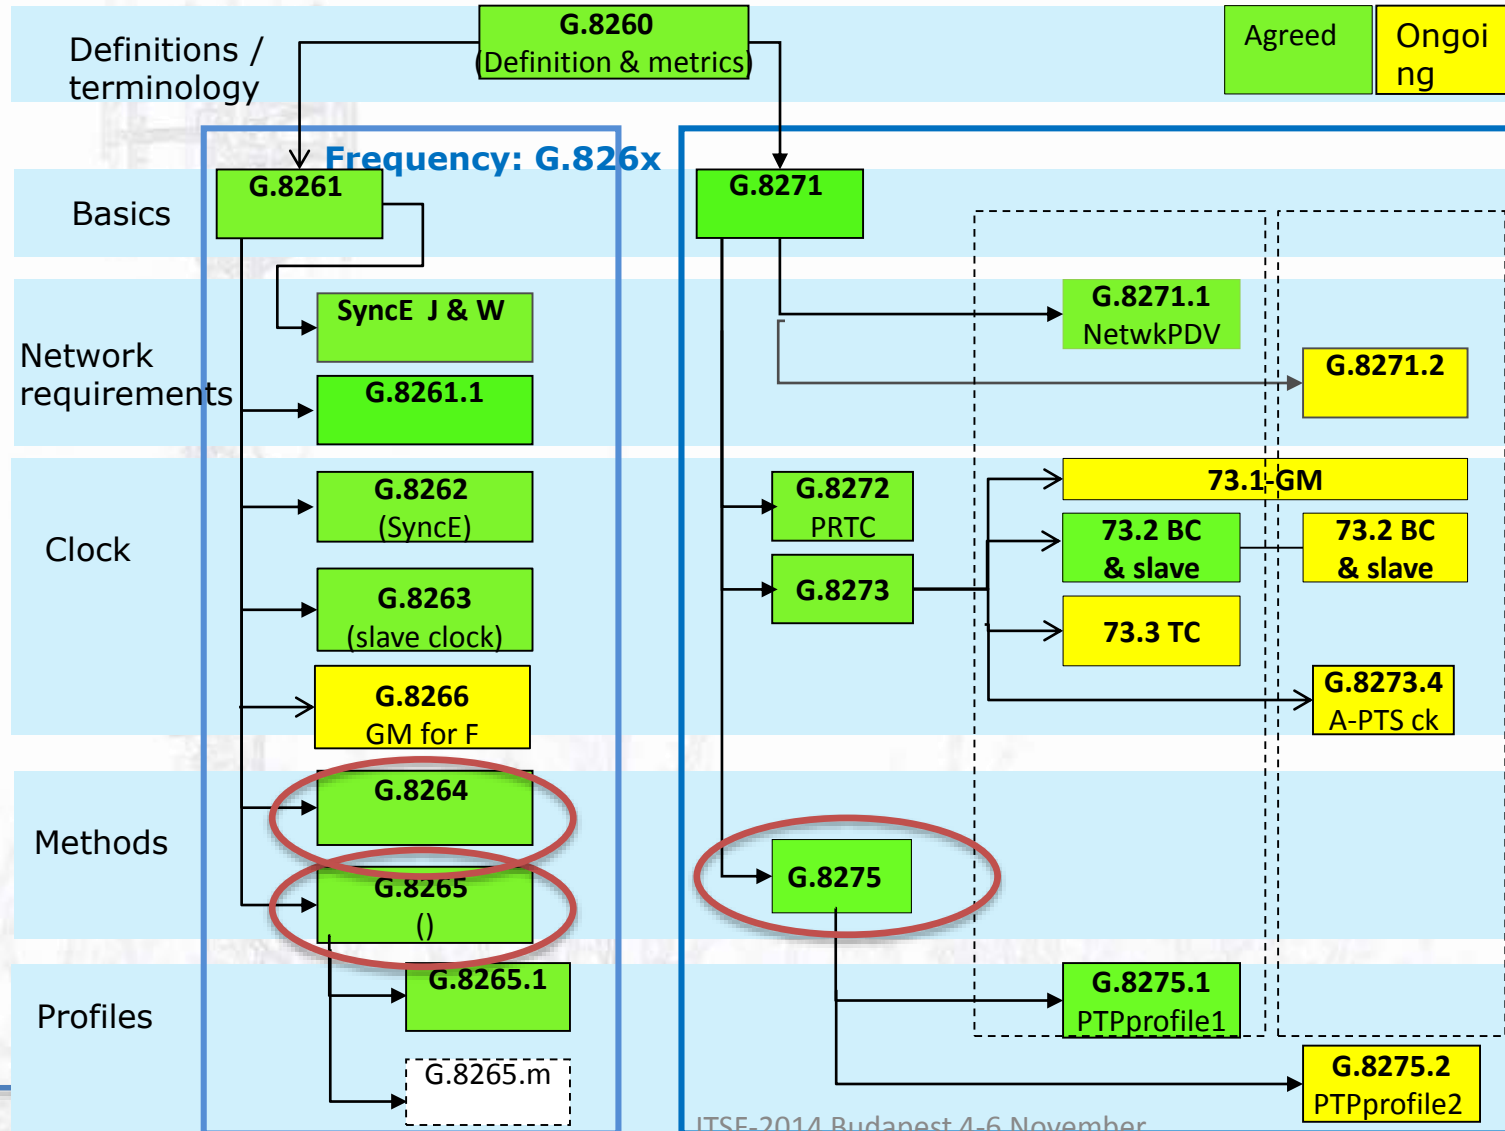 Definitions /
terminology
G.8260
(Definition & metrics)
Agreed
Ongoi
ng
Frequency: G.826x
Basics
G.8261
G.8271
Network
requirements
SyncE J & W
G.8261.1
G.8271.1
NetwkPDV
G.8271.2
Clock
G.8262
(SyncE)
G.8263
(slave clock)
G.8266
GM for F
G.8272
PRTC
G.8273
73.1-GM
73.2 BC
& slave
73.2 BC
& slave
73.3 TC
G.8273.4
A-PTS ck
Methods
G.8264
G.8265
()
G.8275
Profiles
G.8265.1
G.8265.m
G.8275.1
PTPprofile1
G.8275.2
PTPprofile2
ITSF-2014 Budapest 4-6 November